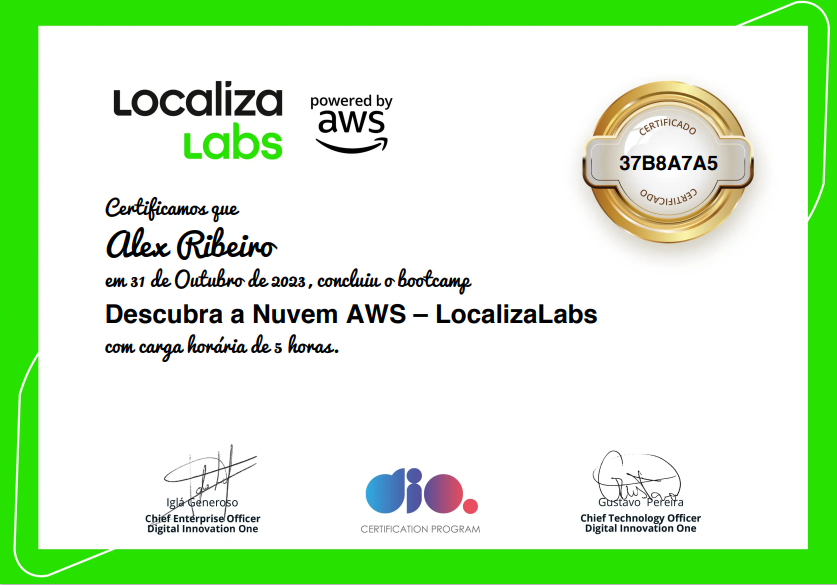 Localiza
Labs
powered by
aws
CERTIFICADO
37B8A7A5
CERTIFICADO
Certificamos que
Alex Ribeiro
em 31 de Outubro de 2023, concluiu o bootcamp
Descubra a Nuvem AWS – LocalizaLabs
com carga horária de 5 horas.
Iglá Generoso
Chief Enterprise Officer
Digital Innovation One
dio.
CERTIFICATION PROGRAM
Gustavo Pereira
Chief Technology Officer
Digital Innovation One